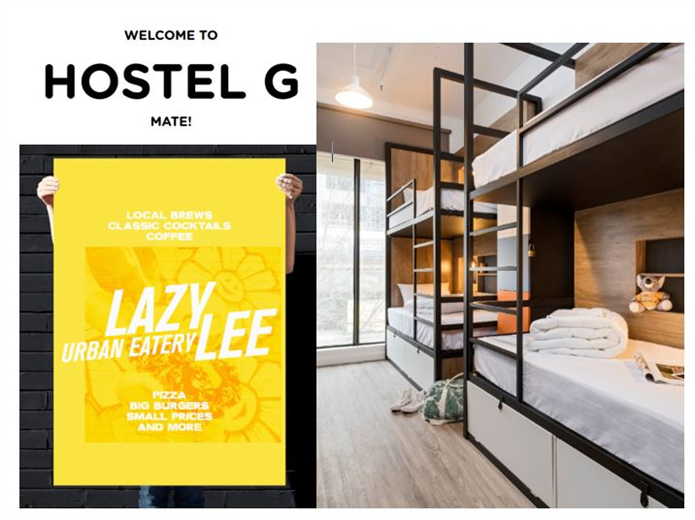 WELCOME TO
HOSTEL G
MATE!
LOCAL BREWS
CLASSIC COCKTAILS
COFFEE
LAZY
URBAN EATERY LEE
PIZZA
BIG BURGERS
SMALL PRICES
AND MORE